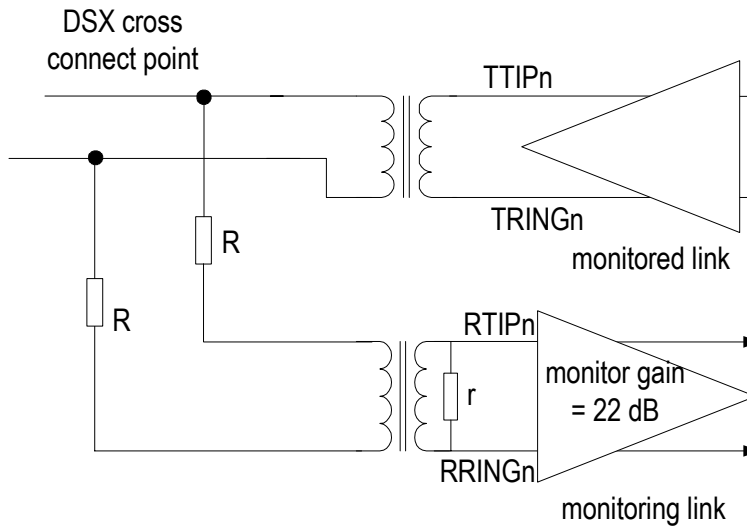 DSX cross
connect point
TTIPn
TRINGn
monitored link
R
R
RTIPn
monitor gain
= 22 dB
r
RRINGn
monitoring link